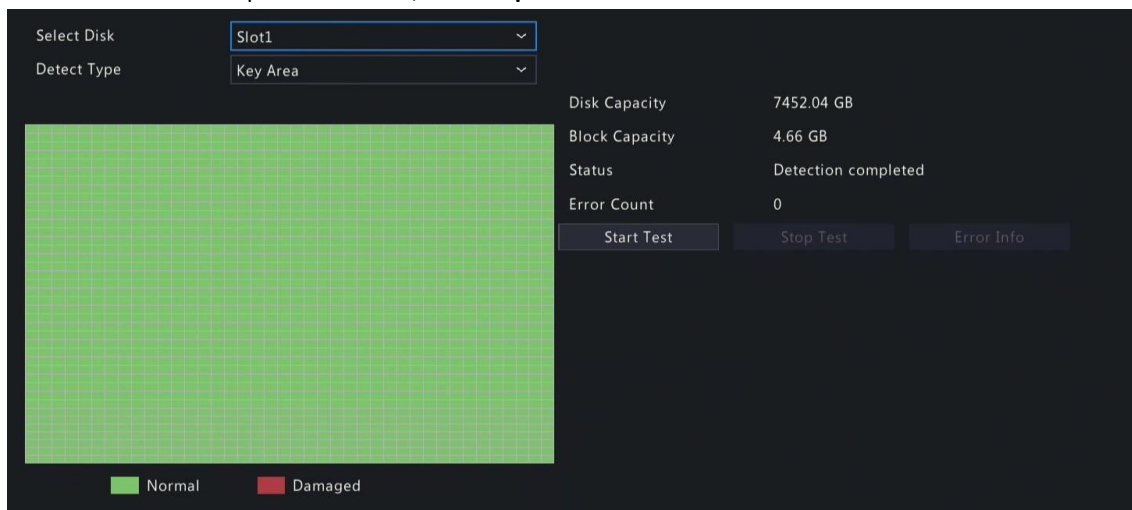 Select Disk Slot1
Detect Type Key Area
Disk Capacity 7452.04 GB
Block Capacity 4.66 GB
Status Detection completed
Error Count 0
Start Test Stop Test Error Info
Normal Damaged